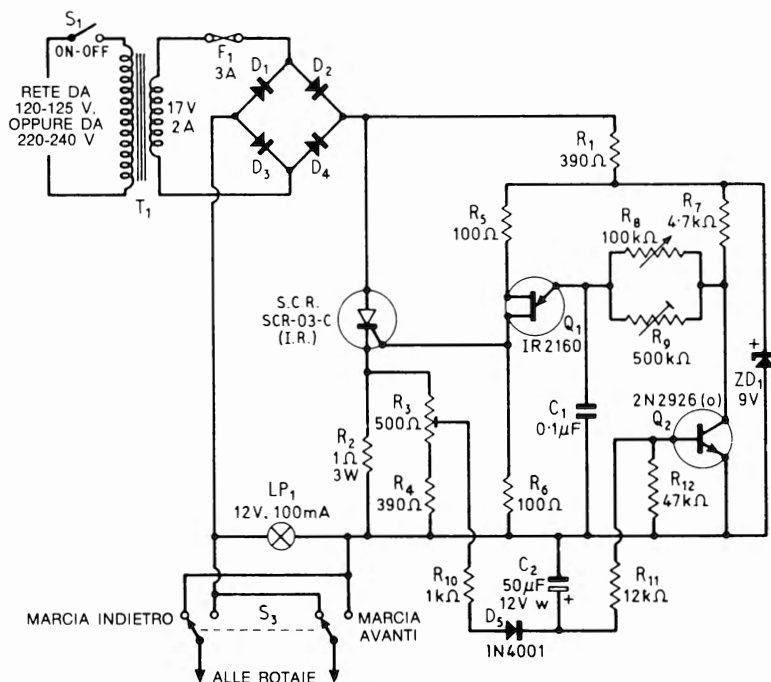 S1
ON-OFF
RETE DA
120-125 V,
OPPURE DA
220-240 V
T1
17V
2A
F1
3A
D1
D2
D3
D4
R1
390Ω
R5
100Ω
R7
4·7kΩ
R8
100kΩ
R9
500kΩ
S.C.R.
SCR-03-C
(I.R.)
Q1
IR2160
ZD1
9V
+
2N2926(o)
Q2
C1
0·1µF
R3
500Ω
R2
1Ω
3W
R4
390Ω
R6
100Ω
R12
47kΩ
LP1
12V, 100mA
R10
1kΩ
C2
50µF
12V w
+
R11
12kΩ
D5
1N4001
MARCIA INDIETRO
S3
MARCIA
AVANTI
ALLE ROTAIE